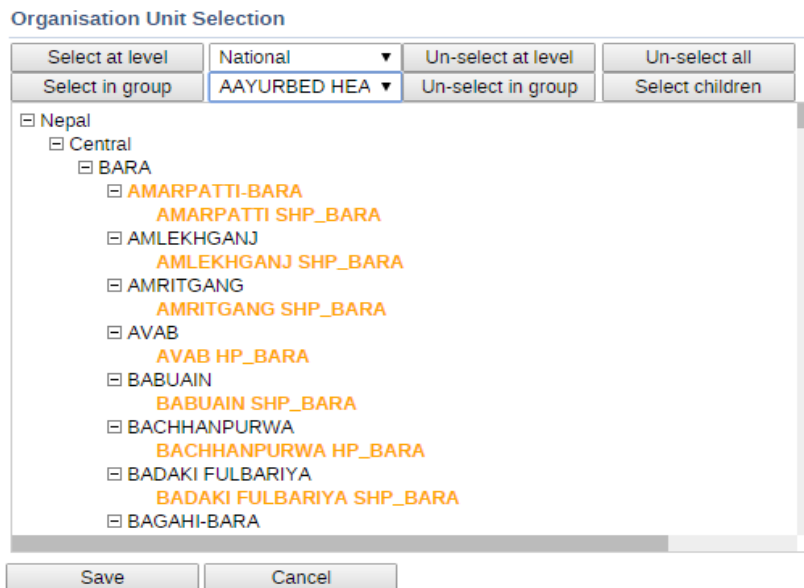 Organisation Unit Selection
Select at level National Un-select at level Un-select all
Select in group AAYURBED HEA Un-select in group Select children
Nepal
Central
BARA
AMARPATTI-BARA
AMARPATTI SHP_BARA
AMLEKHGANJ
AMLEKHGANJ SHP_BARA
AMRITGANG
AMRITGANG SHP_BARA
AVAB
AVAB HP_BARA
BABUAIN
BABUAIN SHP_BARA
BACHHANPURWA
BACHHANPURWA HP_BARA
BADAKI FULBARIYA
BADAKI FULBARIYA SHP_BARA
BAGAHI-BARA
Save Cancel